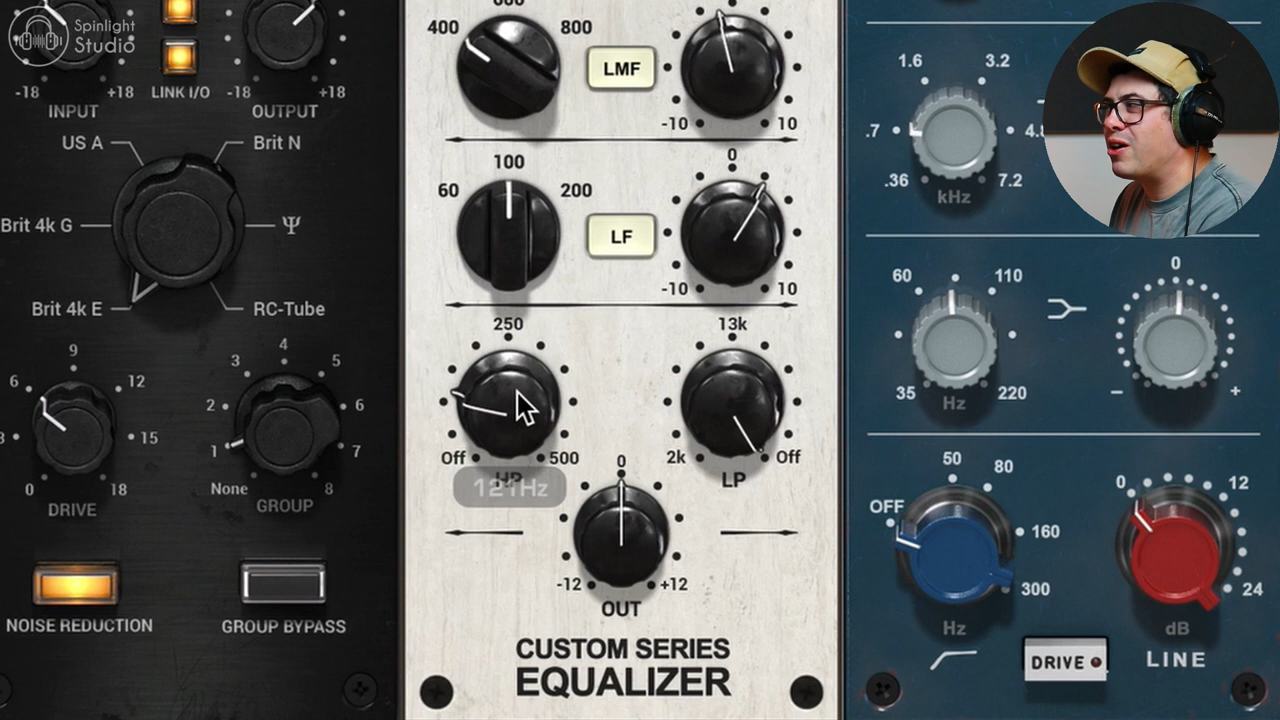 Spinlight
Studio
-18 +18
INPUT
LINK I/O
-18 +18
OUTPUT
US A
Brit N
Brit 4k G
Ψ
Brit 4k E
RC-Tube
9
6 12
3 15
0 18
DRIVE
4
3 5
2 6
1 7
None 8
GROUP
NOISE REDUCTION
GROUP BYPASS
600
400 800
LMF
-10 10
100
60 200
LF
0
-10 10
250
Off 500
HP
121Hz
13k
2k Off
LP
0
-12 +12
OUT
CUSTOM SERIES
EQUALIZER
1.6 3.2
.7
.36 7.2
kHz
60 110
35 220
Hz
0
- +
50
80
OFF
160
300
Hz
0 12
24
dB
DRIVE
LINE